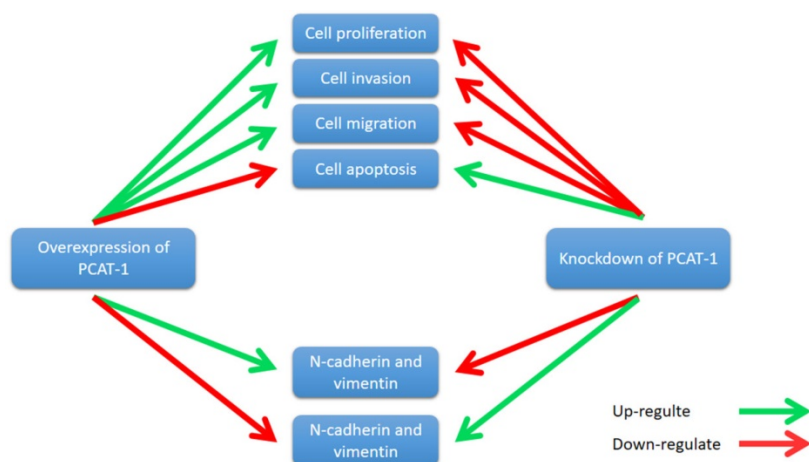 Cell proliferation
Cell invasion
Cell migration
Cell apoptosis
Overexpression of
PCAT-1
Knockdown of PCAT-1
N-cadherin and
vimentin
N-cadherin and
vimentin
Up-regulte
Down-regulate